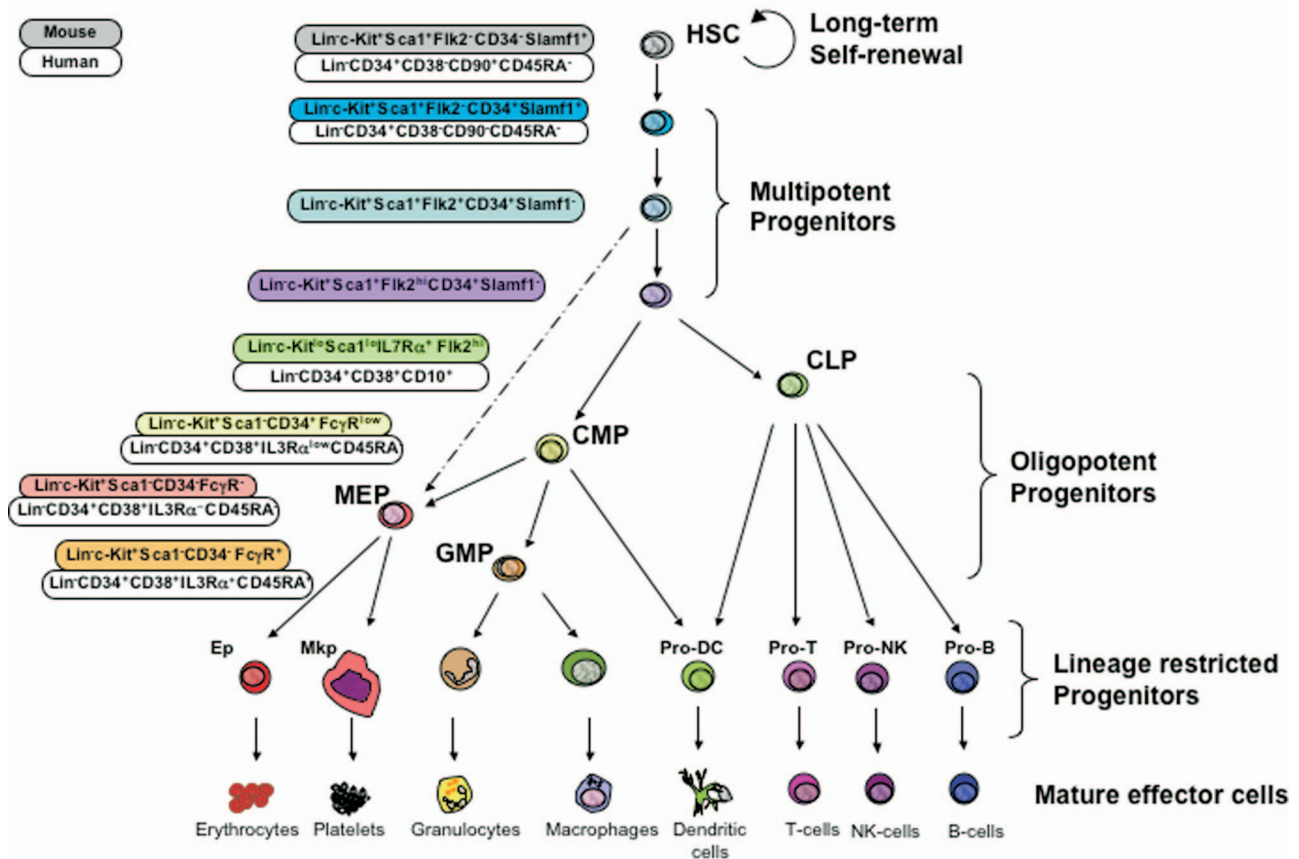 Mouse
Human
Lin⁻c-Kit⁺Sca1⁺Flk2⁻CD34⁻Slamf1⁺
Lin⁻CD34⁺CD38⁻CD90⁺CD45RA⁻
HSC
Long-term
Self-renewal
Lin⁻c-Kit⁺Sca1⁺Flk2⁻CD34⁺Slamf1⁺
Lin⁻CD34⁺CD38⁻CD90⁻CD45RA⁻
Lin⁻c-Kit⁺Sca1⁺Flk2⁺CD34⁺Slamf1⁻
Multipotent
Progenitors
Lin⁻c-Kit⁺Sca1⁺Flk2ʰⁱCD34⁺Slamf1⁻
Lin⁻c-KitˡᵒSca1ˡᵒIL7Rα⁺ Flk2ʰⁱ
Lin⁻CD34⁺CD38⁺CD10⁺
CLP
Lin⁻c-Kit⁺Sca1⁻CD34⁺ FcγRˡᵒʷ
Lin⁻CD34⁺CD38⁺IL3RαˡᵒʷCD45RA
CMP
Oligopotent
Progenitors
Lin⁻c-Kit⁺Sca1⁻CD34⁻FcγR⁻
Lin⁻CD34⁺CD38⁺IL3Rα⁻CD45RA⁻
MEP
Lin⁻c-Kit⁺Sca1⁻CD34⁻ FcγR⁺
Lin⁻CD34⁺CD38⁺IL3Rα⁺CD45RA⁺
GMP
Ep
Mkp
Pro-DC
Pro-T
Pro-NK
Pro-B
Lineage restricted
Progenitors
Mature effector cells
Erythrocytes
Platelets
Granulocytes
Macrophages
Dendritic
cells
T-cells
NK-cells
B-cells